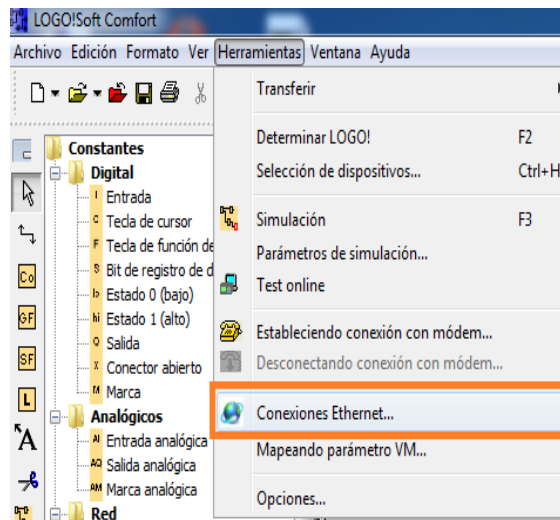 LOGO!Soft Comfort
Archivo Edición Formato Ver Herramientas Ventana Ayuda
Constantes
Digital
I Entrada
C Tecla de cursor
F Tecla de función de
S Bit de registro de d
lo Estado 0 (bajo)
hi Estado 1 (alto)
Q Salida
X Conector abierto
M Marca
Analógicos
AI Entrada analógica
AQ Salida analógica
AM Marca analógica
Red
Co
GF
SF
L
A
Transferir
Determinar LOGO! F2
Selección de dispositivos... Ctrl+H
Simulación F3
Parámetros de simulación...
Test online
Estableciendo conexión con módem...
Desconectando conexión con módem...
Conexiones Ethernet...
Mapeando parámetro VM...
Opciones...